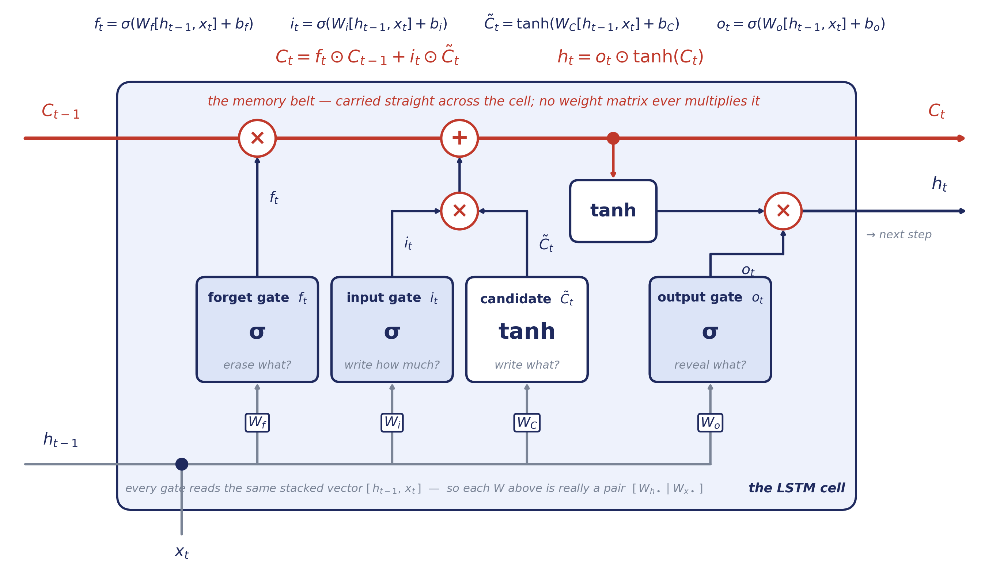 f_t = σ(W_f[h_{t−1}, x_t] + b_f) i_t = σ(W_i[h_{t−1}, x_t] + b_i) C̃_t = tanh(W_C[h_{t−1}, x_t] + b_C) o_t = σ(W_o[h_{t−1}, x_t] + b_o)
C_t = f_t ⊙ C_{t−1} + i_t ⊙ C̃_t h_t = o_t ⊙ tanh(C_t)
the memory belt — carried straight across the cell; no weight matrix ever multiplies it
C_{t−1}
C_t
× +
h_t
f_t
× tanh ×
→ next step
i_t
C̃_t
o_t
forget gate f_t
σ
erase what?
input gate i_t
σ
write how much?
candidate C̃_t
tanh
write what?
output gate o_t
σ
reveal what?
W_f W_i W_C W_o
h_{t−1}
every gate reads the same stacked vector [h_{t−1}, x_t] — so each W above is really a pair [W_{h•} | W_{x•}]
the LSTM cell
x_t